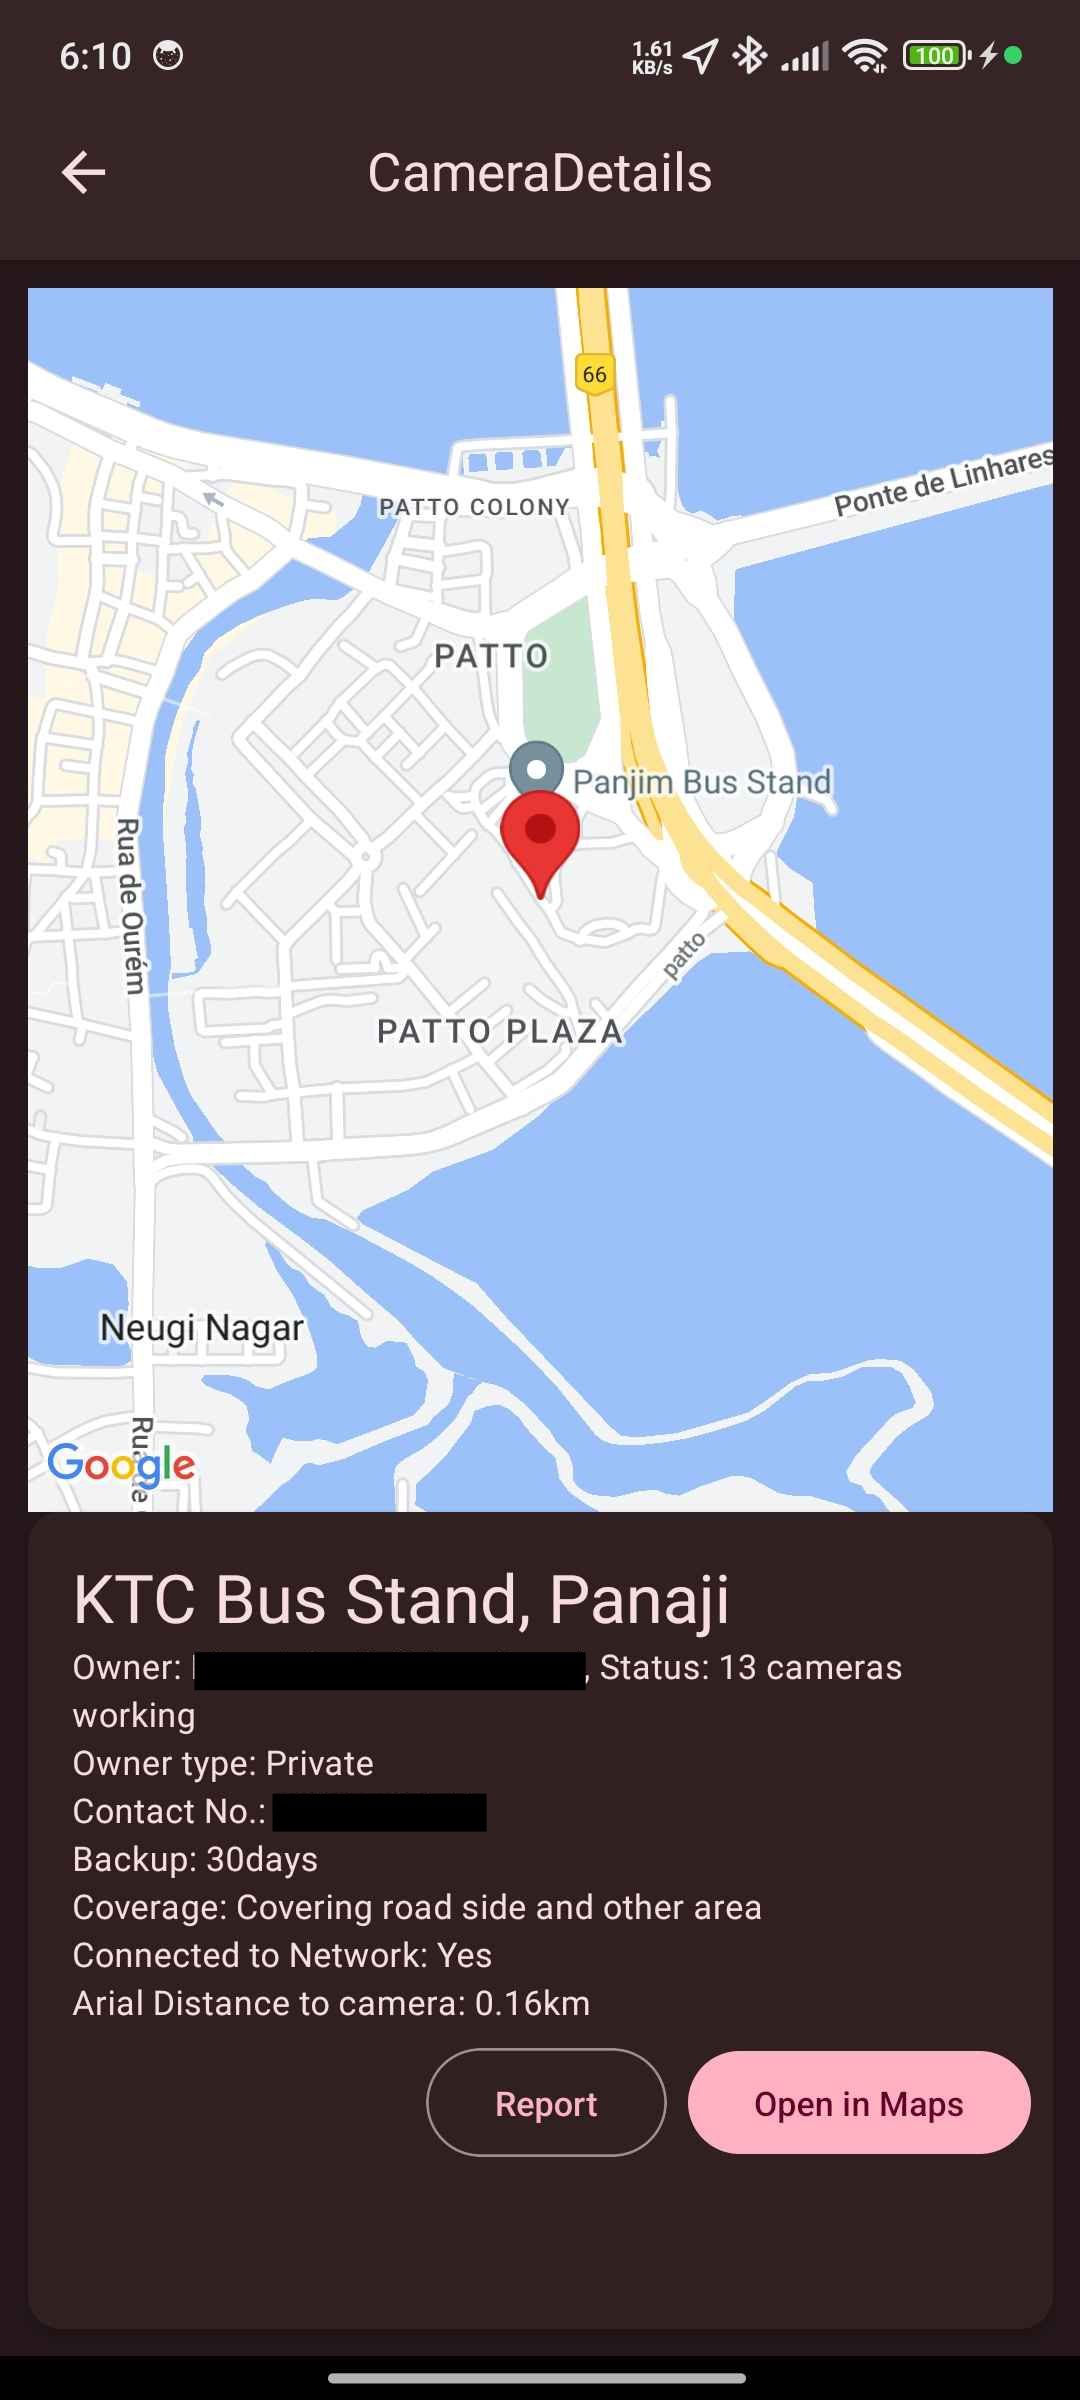 6:10
1.61
KB/s
100
CameraDetails
66
Ponte de Linhares
PATTO COLONY
PATTO
Panjim Bus Stand
Rua de Ourém
patto
PATTO PLAZA
Neugi Nagar
Rua de
Google
KTC Bus Stand, Panaji
Owner: , Status: 13 cameras
working
Owner type: Private
Contact No.:
Backup: 30days
Coverage: Covering road side and other area
Connected to Network: Yes
Arial Distance to camera: 0.16km
Report
Open in Maps